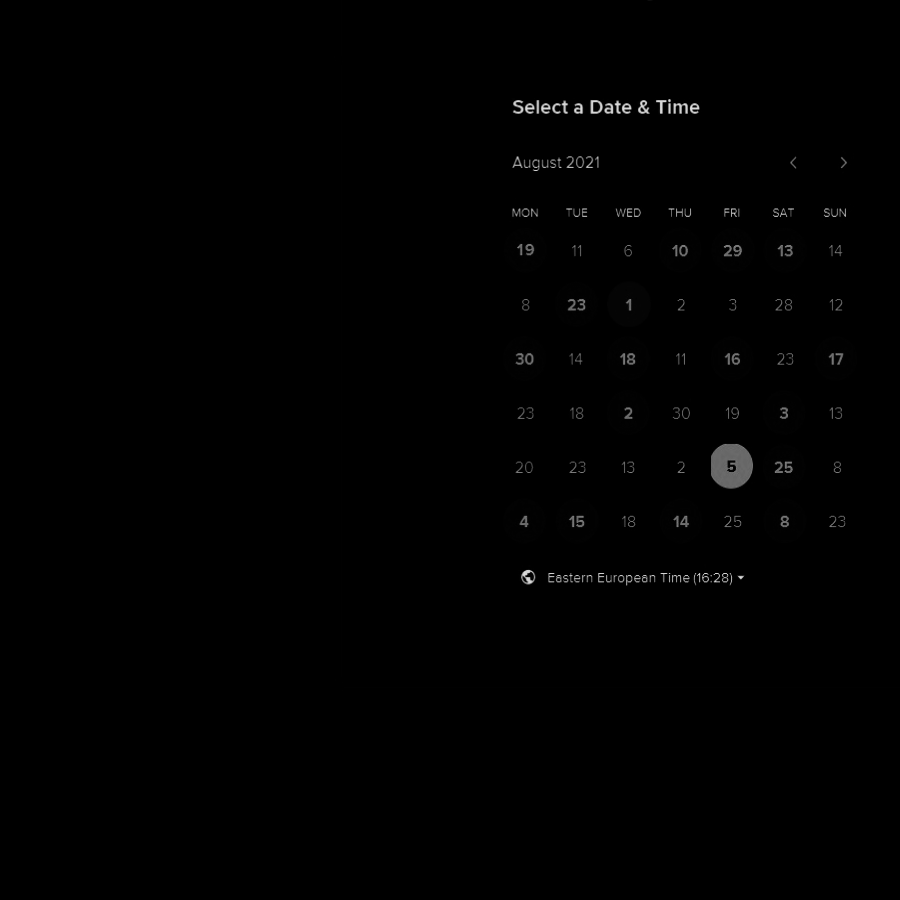 Select a Date & Time
August 2021
MON TUE WED THU FRI SAT SUN
19 11 6 10 29 13 14
8 23 1 2 3 28 12
30 14 18 11 16 23 17
23 18 2 30 19 3 13
20 23 13 2 5 25 8
4 15 18 14 25 8 23
Eastern European Time (16:28)